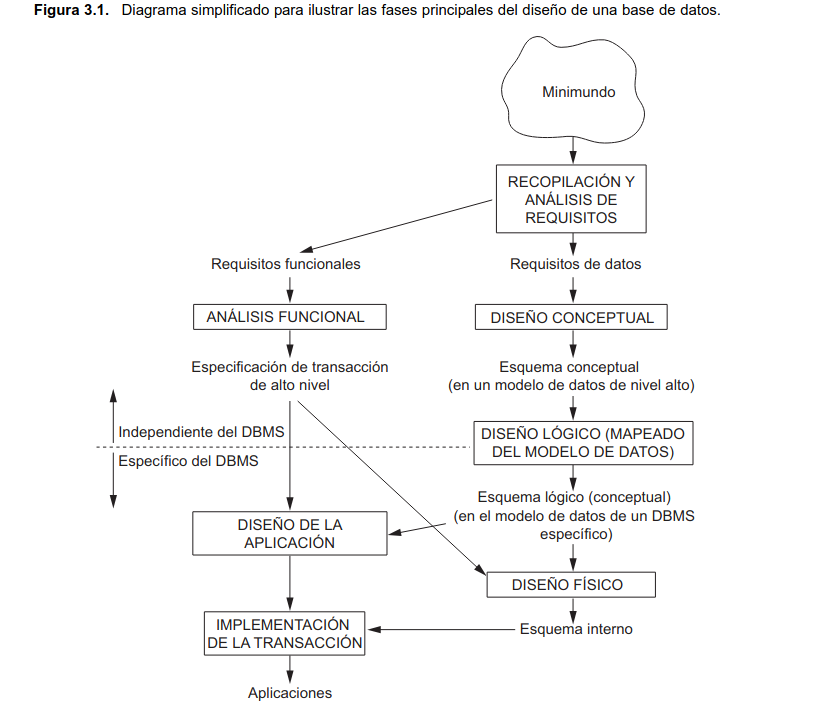 Figura 3.1. Diagrama simplificado para ilustrar las fases principales del diseño de una base de datos.
Minimundo
RECOPILACIÓN Y
ANÁLISIS DE
REQUISITOS
Requisitos funcionales
Requisitos de datos
ANÁLISIS FUNCIONAL
DISEÑO CONCEPTUAL
Especificación de transacción
de alto nivel
Esquema conceptual
(en un modelo de datos de nivel alto)
Independiente del DBMS
Específico del DBMS
DISEÑO LÓGICO (MAPEADO
DEL MODELO DE DATOS)
Esquema lógico (conceptual)
(en el modelo de datos de un DBMS
específico)
DISEÑO DE LA
APLICACIÓN
DISEÑO FÍSICO
IMPLEMENTACIÓN
DE LA TRANSACCIÓN
Esquema interno
Aplicaciones